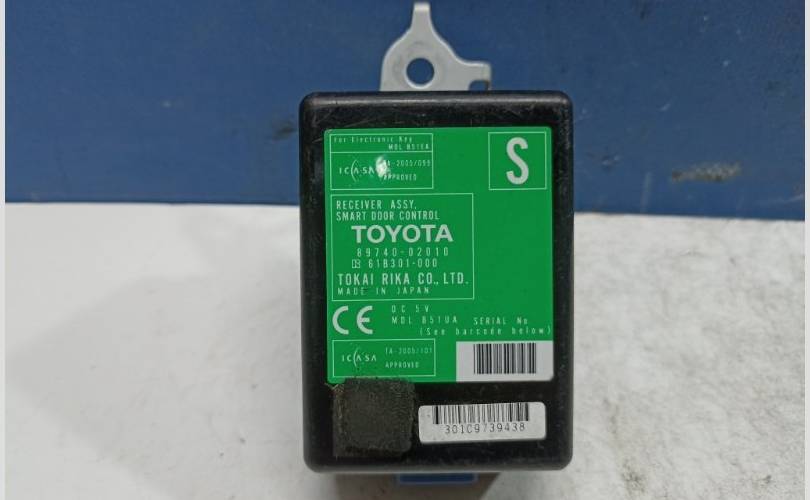 For Electronic Key
MDL B51EA
ICASA
TA-2005/099
APPROVED
S
RECEIVER ASSY,
SMART DOOR CONTROL
TOYOTA
89740-02010
61B301-000
TOKAI RIKA CO., LTD.
MADE IN JAPAN
CE
DC 5V
MDL B51UA SERIAL No.
(See barcode below)
ICASA
TA-2005/101
APPROVED
301C9739438